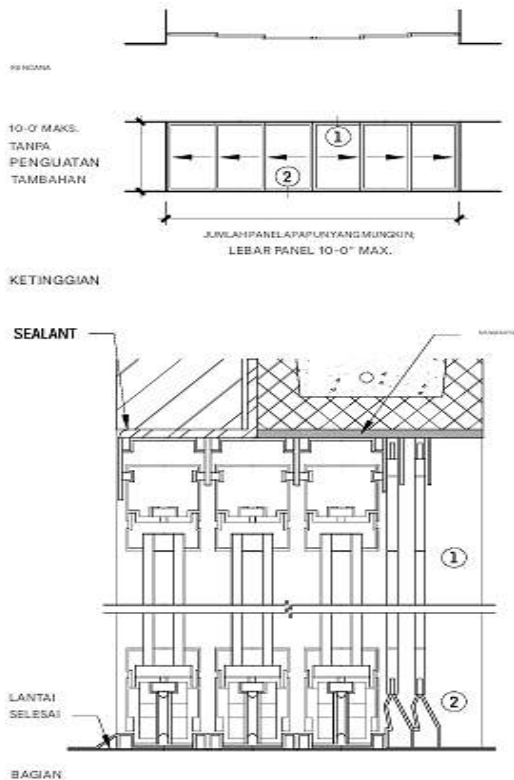 RENCANA
10-0' MAKS.
TANPA
PENGUATAN
TAMBAHAN
1
2
JUMLAH PANEL APAPUN YANG MUNGKIN;
LEBAR PANEL 10-0" MAX.
KETINGGIAN
SEALANT
1
LANTAI
SELESAI
2
BAGIAN